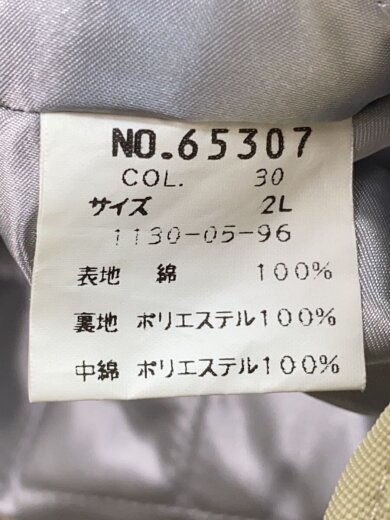 NO.65307
COL. 30
サイズ 2L
1130-05-96
表地 綿 100%
裏地 ポリエステル100%
中綿 ポリエステル100%